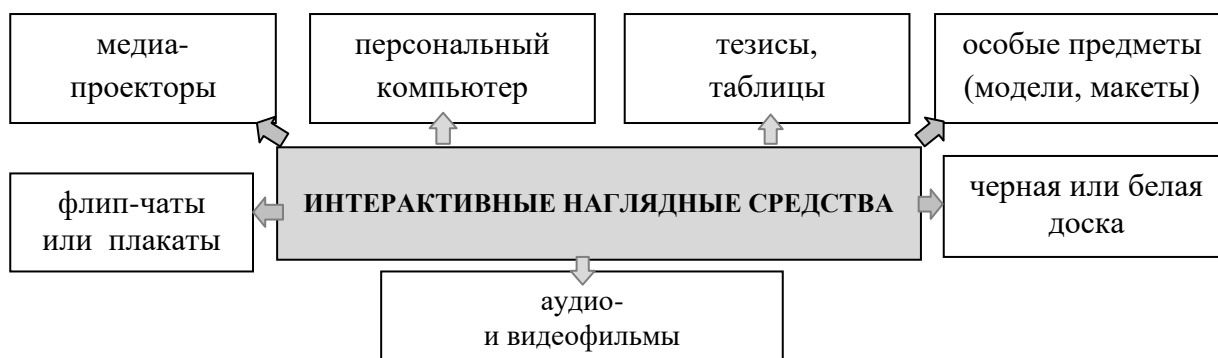 медиа-
проекторы
персональный
компьютер
тезисы,
таблицы
особые предметы
(модели, макеты)
флип-чаты
или плакаты
ИНТЕРАКТИВНЫЕ НАГЛЯДНЫЕ СРЕДСТВА
черная или белая
доска
аудио-
и видеофильмы